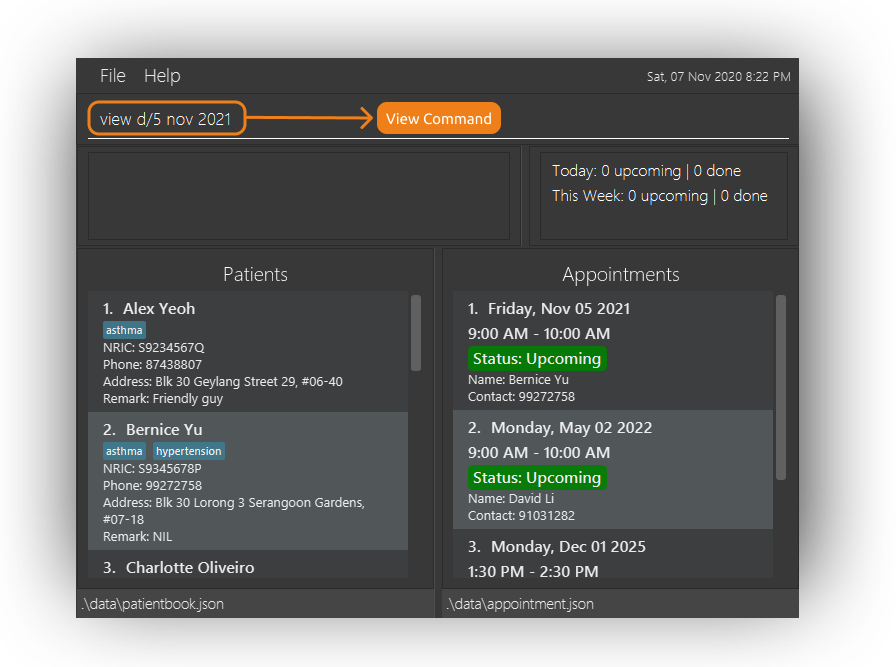 File Help Sat, 07 Nov 2020 8:22 PM
view d/5 nov 2021 View Command
Today: 0 upcoming | 0 done
This Week: 0 upcoming | 0 done
Patients
1. Alex Yeoh
asthma
NRIC: S9234567Q
Phone: 87438807
Address: Blk 30 Geylang Street 29, #06-40
Remark: Friendly guy
2. Bernice Yu
asthma hypertension
NRIC: S9345678P
Phone: 99272758
Address: Blk 30 Lorong 3 Serangoon Gardens,
#07-18
Remark: NIL
3. Charlotte Oliveiro
Appointments
1. Friday, Nov 05 2021
9:00 AM - 10:00 AM
Status: Upcoming
Name: Bernice Yu
Contact: 99272758
2. Monday, May 02 2022
9:00 AM - 10:00 AM
Status: Upcoming
Name: David Li
Contact: 91031282
3. Monday, Dec 01 2025
1:30 PM - 2:30 PM
.\data\patientbook.json
.\data\appointment.json